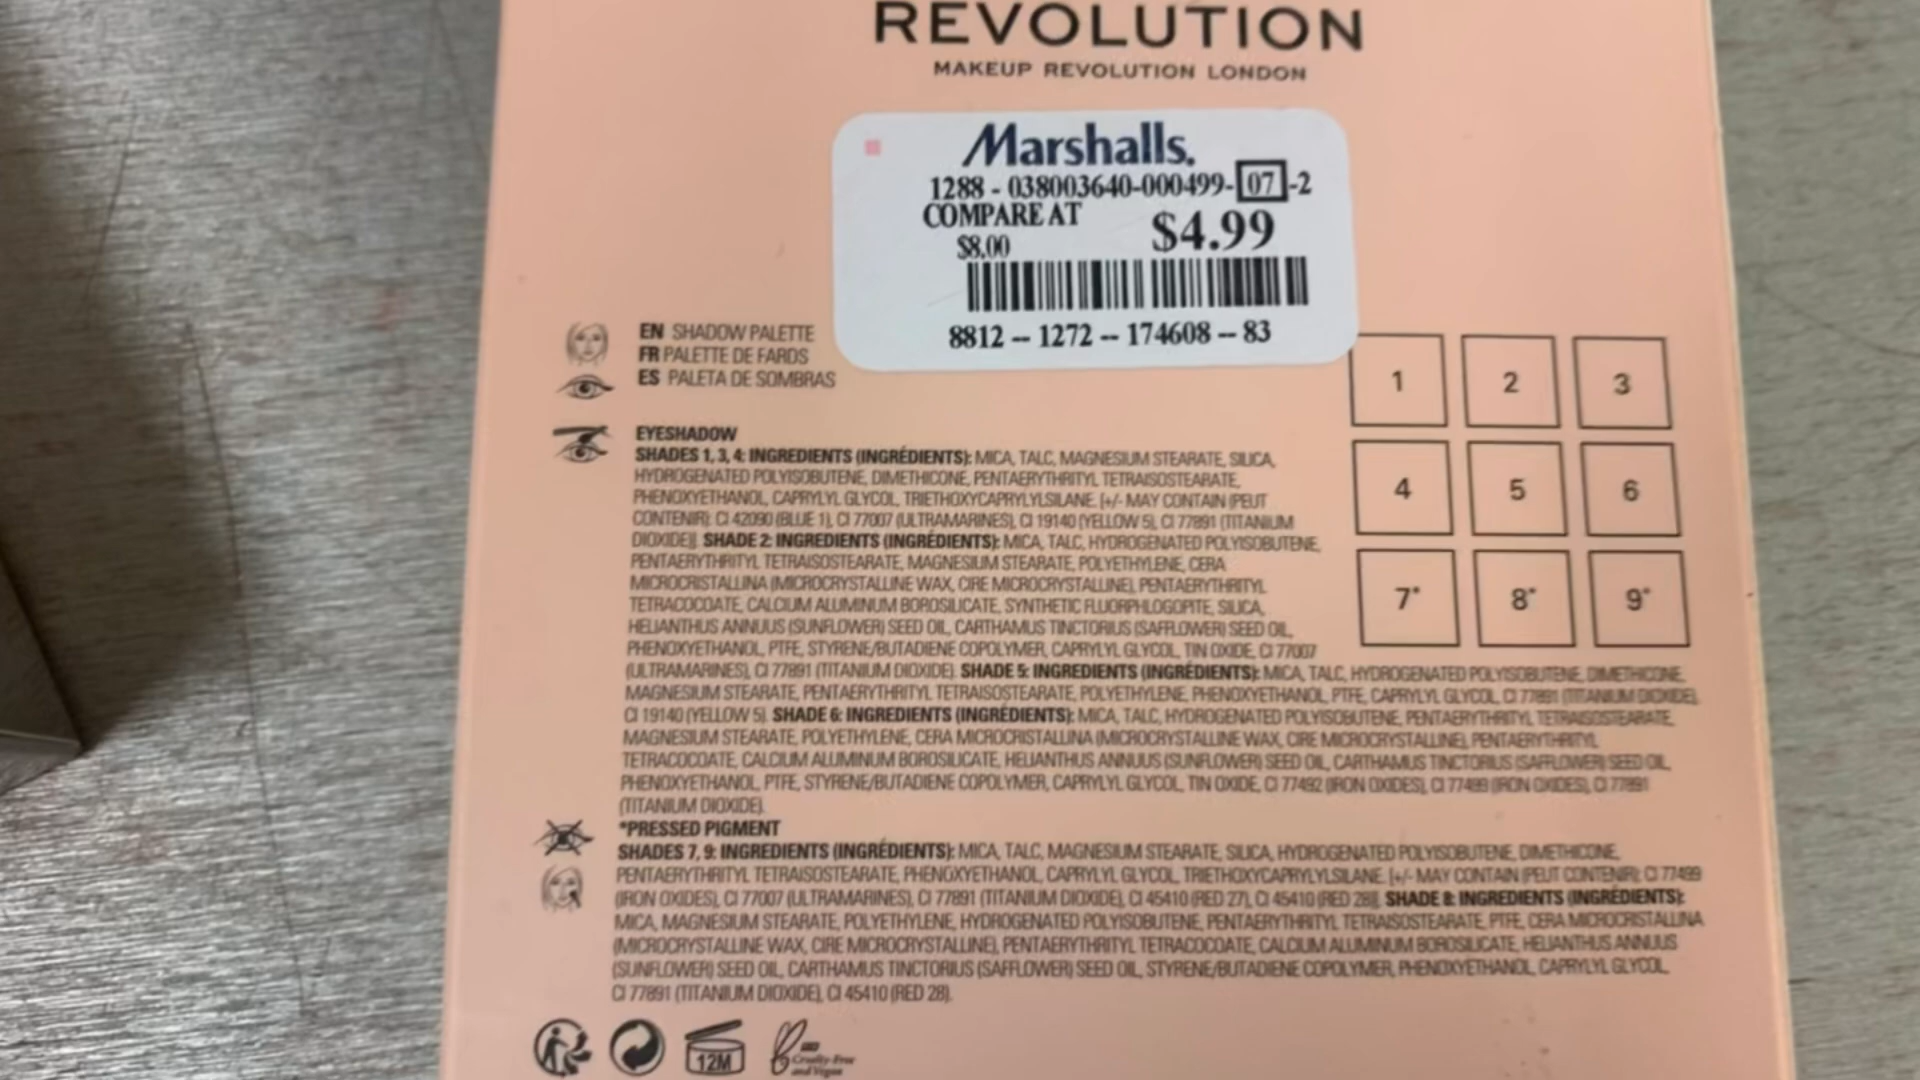 REVOLUTION
MAKEUP REVOLUTION LONDON
Marshalls.
1288 - 038003640-000499-07-2
COMPARE AT
$8.00
$4.99
8812 -- 1272 -- 174608 -- 83
EN SHADOW PALETTE
FR PALETTE DE FARDS
ES PALETA DE SOMBRAS
1 2 3
4 5 6
7* 8* 9*
EYESHADOW
SHADES 1, 3, 4: INGREDIENTS (INGRÉDIENTS): MICA, TALC, MAGNESIUM STEARATE, SILICA,
HYDROGENATED POLYISOBUTENE, DIMETHICONE, PENTAERYTHRITYL TETRAISOSTEARATE,
PHENOXYETHANOL, CAPRYLYL GLYCOL, TRIETHOXYCAPRYLYLSILANE. [+/- MAY CONTAIN (PEUT
CONTENIR): CI 42090 (BLUE 1), CI 77007 (ULTRAMARINES), CI 19140 (YELLOW 5), CI 77891 (TITANIUM
DIOXIDE)]. SHADE 2: INGREDIENTS (INGRÉDIENTS): MICA, TALC, HYDROGENATED POLYISOBUTENE,
PENTAERYTHRITYL TETRAISOSTEARATE, MAGNESIUM STEARATE, POLYETHYLENE, CERA
MICROCRISTALLINA (MICROCRYSTALLINE WAX, CIRE MICROCRYSTALLINE), PENTAERYTHRITYL
TETRACOCOATE, CALCIUM ALUMINUM BOROSILICATE, SYNTHETIC FLUORPHLOGOPITE, SILICA,
HELIANTHUS ANNUUS (SUNFLOWER) SEED OIL, CARTHAMUS TINCTORIUS (SAFFLOWER) SEED OIL,
PHENOXYETHANOL, PTFE, STYRENE/BUTADIENE COPOLYMER, CAPRYLYL GLYCOL, TIN OXIDE, CI 77007
(ULTRAMARINES), CI 77891 (TITANIUM DIOXIDE). SHADE 5: INGREDIENTS (INGRÉDIENTS): MICA, TALC, HYDROGENATED POLYISOBUTENE, DIMETHICONE,
MAGNESIUM STEARATE, PENTAERYTHRITYL TETRAISOSTEARATE, POLYETHYLENE, PHENOXYETHANOL, PTFE, CAPRYLYL GLYCOL, CI 77891 (TITANIUM DIOXIDE),
CI 19140 (YELLOW 5). SHADE 6: INGREDIENTS (INGRÉDIENTS): MICA, TALC, HYDROGENATED POLYISOBUTENE, PENTAERYTHRITYL TETRAISOSTEARATE,
MAGNESIUM STEARATE, POLYETHYLENE, CERA MICROCRISTALLINA (MICROCRYSTALLINE WAX, CIRE MICROCRYSTALLINE), PENTAERYTHRITYL
TETRACOCOATE, CALCIUM ALUMINUM BOROSILICATE, HELIANTHUS ANNUUS (SUNFLOWER) SEED OIL, CARTHAMUS TINCTORIUS (SAFFLOWER) SEED OIL,
PHENOXYETHANOL, PTFE, STYRENE/BUTADIENE COPOLYMER, CAPRYLYL GLYCOL, TIN OXIDE, CI 77492 (IRON OXIDES), CI 77499 (IRON OXIDES), CI 77891
(TITANIUM DIOXIDE).
*PRESSED PIGMENT
SHADES 7, 9: INGREDIENTS (INGRÉDIENTS): MICA, TALC, MAGNESIUM STEARATE, SILICA, HYDROGENATED POLYISOBUTENE, DIMETHICONE,
PENTAERYTHRITYL TETRAISOSTEARATE, PHENOXYETHANOL, CAPRYLYL GLYCOL, TRIETHOXYCAPRYLYLSILANE. [+/- MAY CONTAIN (PEUT CONTENIR): CI 77499
(IRON OXIDES), CI 77007 (ULTRAMARINES), CI 77891 (TITANIUM DIOXIDE), CI 45410 (RED 27), CI 45410 (RED 28)]. SHADE 8: INGREDIENTS (INGRÉDIENTS):
MICA, MAGNESIUM STEARATE, POLYETHYLENE, HYDROGENATED POLYISOBUTENE, PENTAERYTHRITYL TETRAISOSTEARATE, PTFE, CERA MICROCRISTALLINA
(MICROCRYSTALLINE WAX, CIRE MICROCRYSTALLINE), PENTAERYTHRITYL TETRACOCOATE, CALCIUM ALUMINUM BOROSILICATE, HELIANTHUS ANNUUS
(SUNFLOWER) SEED OIL, CARTHAMUS TINCTORIUS (SAFFLOWER) SEED OIL, STYRENE/BUTADIENE COPOLYMER, PHENOXYETHANOL, CAPRYLYL GLYCOL,
CI 77891 (TITANIUM DIOXIDE), CI 45410 (RED 28).
12M
Cruelty-Free
and Vegan